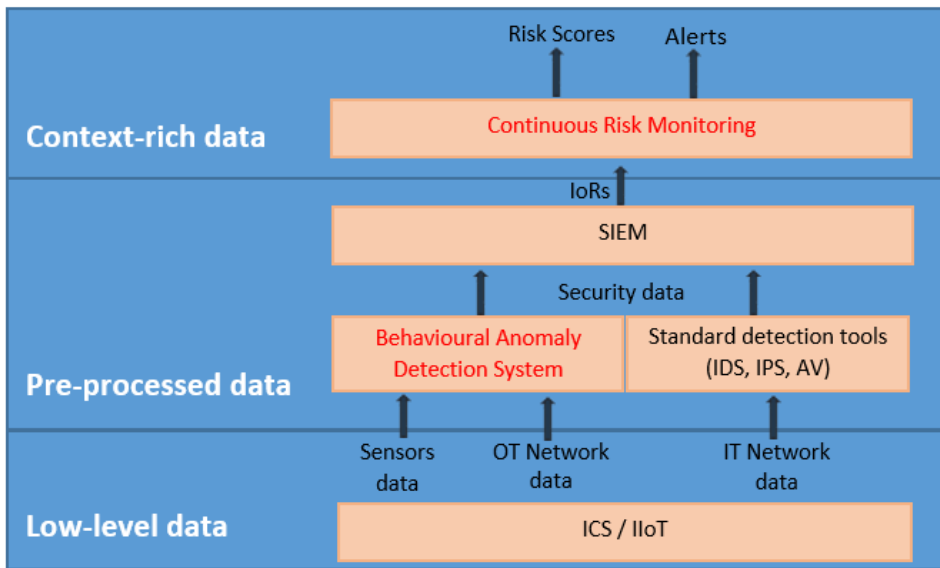 Risk Scores
Alerts
Context-rich data
Continuous Risk Monitoring
IoRs
SIEM
Security data
Behavioural Anomaly
Detection System
Standard detection tools
(IDS, IPS, AV)
Pre-processed data
Sensors
data
OT Network
data
IT Network
data
Low-level data
ICS / IIoT